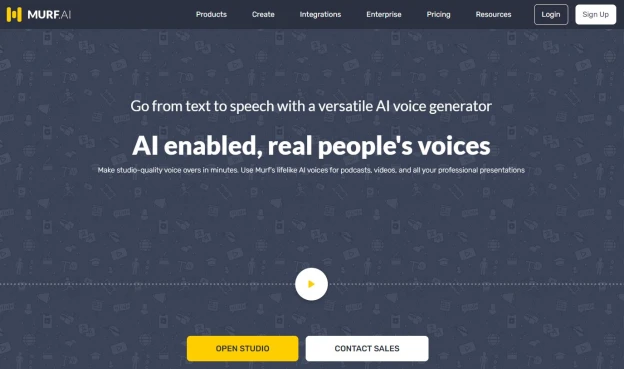 MURF.AI
Products
Create
Integrations
Enterprise
Pricing
Resources
Login
Sign Up
Go from text to speech with a versatile AI voice generator
AI enabled, real people's voices
Make studio-quality voice overs in minutes. Use Murf's lifelike AI voices for podcasts, videos, and all your professional presentations
OPEN STUDIO
CONTACT SALES